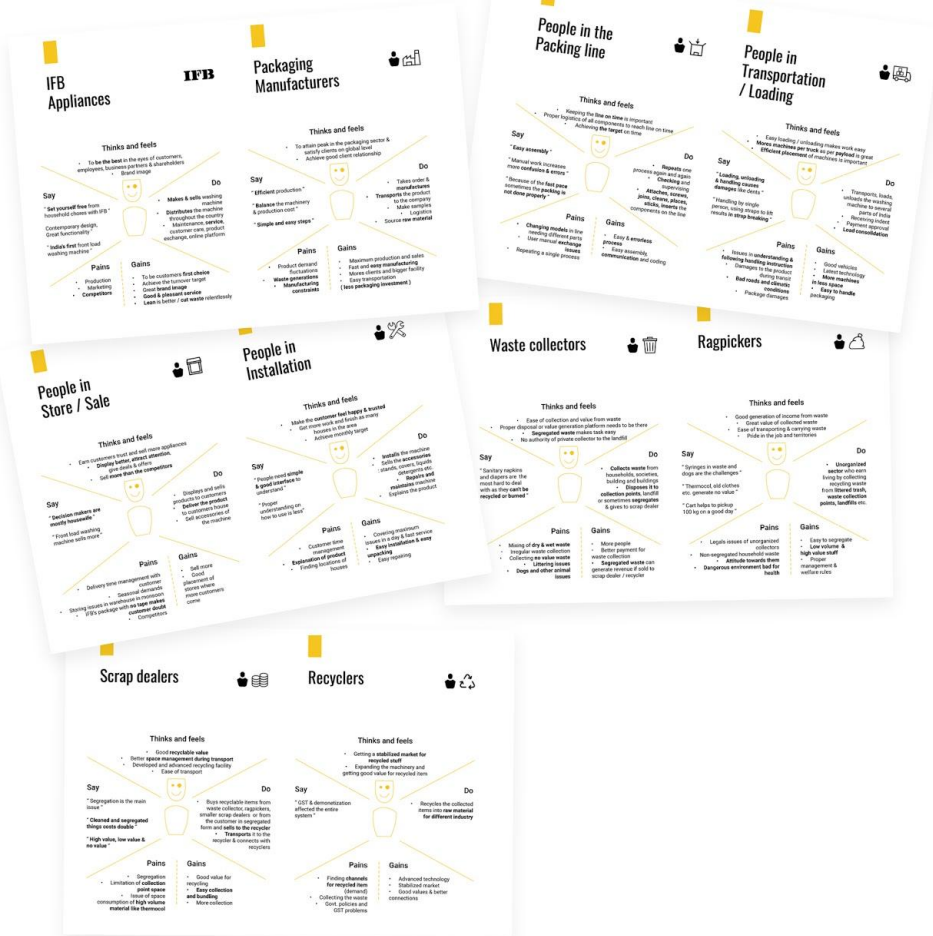 IFB
Appliances
IFB
Thinks and feels
• To be the best in the eyes of customers,
employees, business partners & shareholders
• Brand image
Say
" Set yourself free from
household chores with IFB "
Contemporary design,
Great functionality "
" India's first front load
washing machine "
Do
• Makes & sells washing
machine
• Distributes the machine
throughout the country
• Maintenance, service,
customer care, product
exchange, online platform
Pains
• Production
• Marketing
• Competitors
Gains
• To be customers first choice
• Achieve the turnover target
• Great brand image
• Good & pleasant service
• Lean is better / cut waste relentlessly
Packaging
Manufacturers
Thinks and feels
• To attain peak in the packaging sector &
satisfy clients on global level
• Achieve good client relationship
Say
" Efficient production "
" Balance the machinery
& production cost "
" Simple and easy steps "
Do
• Takes order &
manufactures
• Transports the product
to the company
• Make samples
• Logistics
• Source raw material
Pains
• Product demand
fluctuations
• Waste generations
• Manufacturing
constraints
Gains
• Maximum production and sales
• Fast and easy manufacturing
• Mores clients and bigger facility
• Easy transportation
( less packaging investment )
People in the
Packing line
Thinks and feels
• Keeping the line on time is important
• Proper logistics of all components to reach line on time
• Achieving the target on time
Say
" Easy assembly "
" Manual work increases
more confusion & errors "
" Because of the fast pace
sometimes the packing is
not done properly "
Do
• Repeats one
process again and again
• Checking and
supervising
• Attaches, screws,
joins, cleans, places,
sticks, inserts the
components on the line
Pains
• Changing models in line
needing different parts
• User manual exchange
issues
• Repeating a single process
Gains
• Easy & errorless
process
• Easy assembly,
communication and coding
People in
Transportation
/ Loading
Thinks and feels
• Easy loading / unloading makes work easy
• Mores machines per truck as per payload is great
• Efficient placement of machines is important
Say
" Loading, unloading
& handling causes
damages like dents "
" Handling by single
person, using straps to lift
results in strap breaking "
Do
• Transports, loads,
unloads the washing
machine to several
parts of India
• Receiving indent
• Payment approval
• Load consolidation
Pains
• Issues in understanding &
following handling instruction
• Damages to the product
during transit
• Bad roads and climatic
conditions
• Package damages
Gains
• Good vehicles
• Latest technology
• More machines
in less space
• Easy to handle
packaging
People in
Store / Sale
Thinks and feels
• Earn customers trust and sell more appliances
• Display better, attract attention,
give deals & offers
• Sell more than the competitors
Say
" Decision makers are
mostly housewife "
" Front load washing
machine sells more "
Do
• Displays and sells
products to customers
• Deliver the product
to customers house
• Sell accessories of
the machine
Pains
• Delivery time management with
customer
• Seasonal demands
• Storing issues in warehouse in monsoon
• IFB's package with no tape makes
customer doubt
• Competitors
Gains
• Sell more
• Good
placement of
stores where
more customers
come
People in
Installation
Thinks and feels
• Make the customer feel happy & trusted
• Get more work and finish as many
houses in the area
• Achieve monthly target
Say
" People need simple
& good interface to
understand "
" Proper
understanding on
how to use is less"
Do
• Installs the machine
• Sells the accessories
stands, covers, liquids
detergents etc
• Repairs and
maintains machine
• Explains the product
Pains
• Customer time
management
• Explanation of product
• Finding locations of
houses
Gains
• Covering maximum
issues in a day & fast service
• Easy installation & easy
unpacking
• Easy repairing
Waste collectors
Thinks and feels
• Ease of collection and value from waste
• Proper disposal or value generation platform needs to be there
• Segregated waste makes task easy
• No authority of private collector to the landfill
Say
" Sanitary napkins
and diapers are the
most hard to deal
with as they can't be
recycled or burned "
Do
• Collects waste from
households, societies,
building and buildings
• Disposes it to
collection points, landfill
or sometimes segregates
& gives to scrap dealer
Pains
• Mixing of dry & wet waste
• Irregular waste collection
• Collecting no value waste
• Littering issues
• Dogs and other animal
issues
Gains
• More people
• Better payment for
waste collection
• Segregated waste can
generate revenue if sold to
scrap dealer / recycler
Ragpickers
Thinks and feels
• Good generation of income from waste
• Great value of collected waste
• Ease of transporting & carrying waste
• Pride in the job and territories
Say
" Syringes in waste and
dogs are the challenges "
" Thermocol, old clothes
etc. generate no value "
" Cart helps to pickup
100 kg on a good day "
Do
• Unorganized
sector who earn
living by collecting
recycling waste
from littered trash,
waste collection
points, landfills etc.
Pains
• Legals issues of unorganized
collectors
• Non-segregated household waste
• Attitude towards them
• Dangerous environment bad for
health
Gains
• Easy to segregate
• Low volume &
high value stuff
• Proper
management &
welfare rules
Scrap dealers
Thinks and feels
• Good recyclable value
• Better space management during transport
• Developed and advanced recycling facility
• Ease of transport
Say
" Segregation is the main
issue "
" Cleaned and segregated
things costs double "
" High value, low value &
no value "
Do
• Buys recyclable items from
waste collector, ragpickers,
smaller scrap dealers or from
the customer in segregated
form and sells to the recycler
• Transports it to the
recycler & connects with
recyclers
Pains
• Segregation
• Limitation of collection
point space
• Issue of space
consumption of high volume
material like thermocol
Gains
• Good value for
recycling
• Easy collection
and bundling
• More collection
Recyclers
Thinks and feels
• Getting a stabilized market for
recycled stuff
• Expanding the machinery and
getting good value for recycled item
Say
" GST & demonetization
affected the entire
system "
Do
• Recycles the collected
items into raw material
for different industry
Pains
• Finding channels
for recycled item
(demand)
• Collecting the waste
• Govt. policies and
GST problems
Gains
• Advanced technology
• Stabilized market
• Good values & better
connections